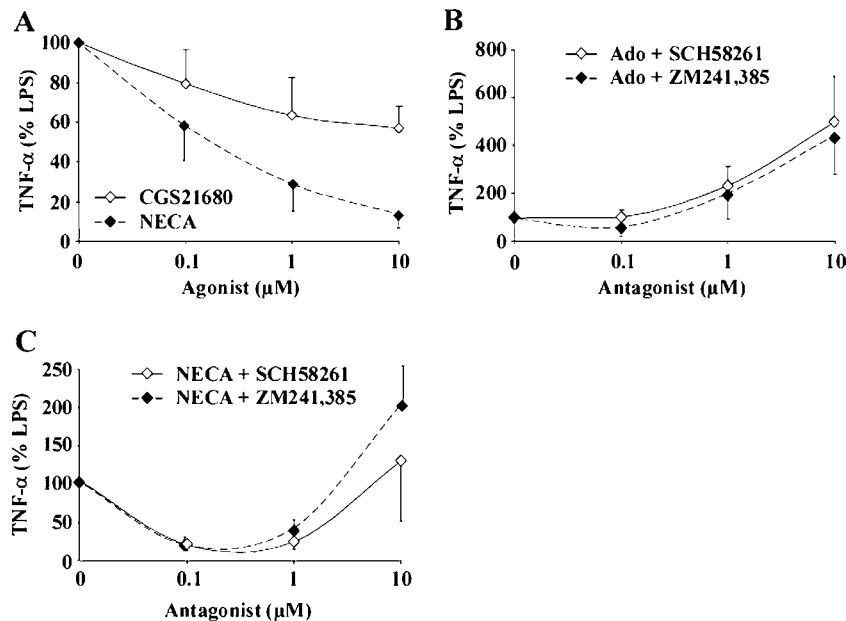 A
TNF-α (% LPS)
100
80
60
40
20
0
CGS21680
NECA
0 0.1 1 10
Agonist (µM)
B
TNF-α (% LPS)
800
600
400
200
0
Ado + SCH58261
Ado + ZM241,385
0 0.1 1 10
Antagonist (µM)
C
TNF-α (% LPS)
250
200
150
100
50
0
NECA + SCH58261
NECA + ZM241,385
0 0.1 1 10
Antagonist (µM)